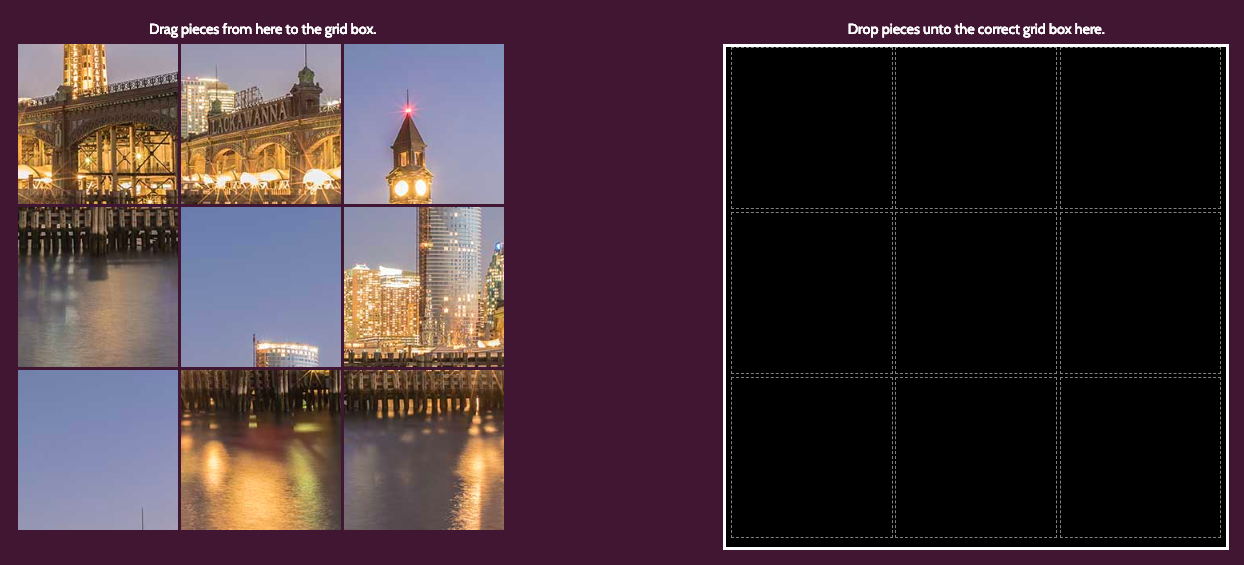 Drag pieces from here to the grid box.
Drop pieces unto the correct grid box here.
LACKAWANNA